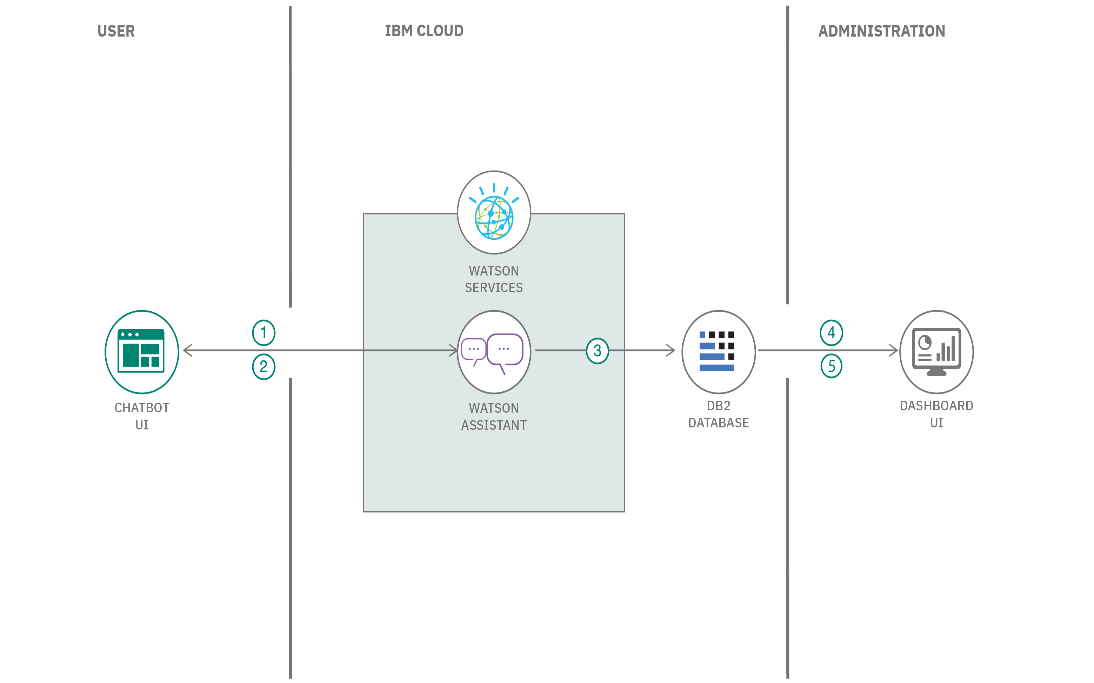 USER
IBM CLOUD
ADMINISTRATION
WATSON
SERVICES
1
2
3
4
5
CHATBOT
UI
WATSON
ASSISTANT
DB2
DATABASE
DASHBOARD
UI